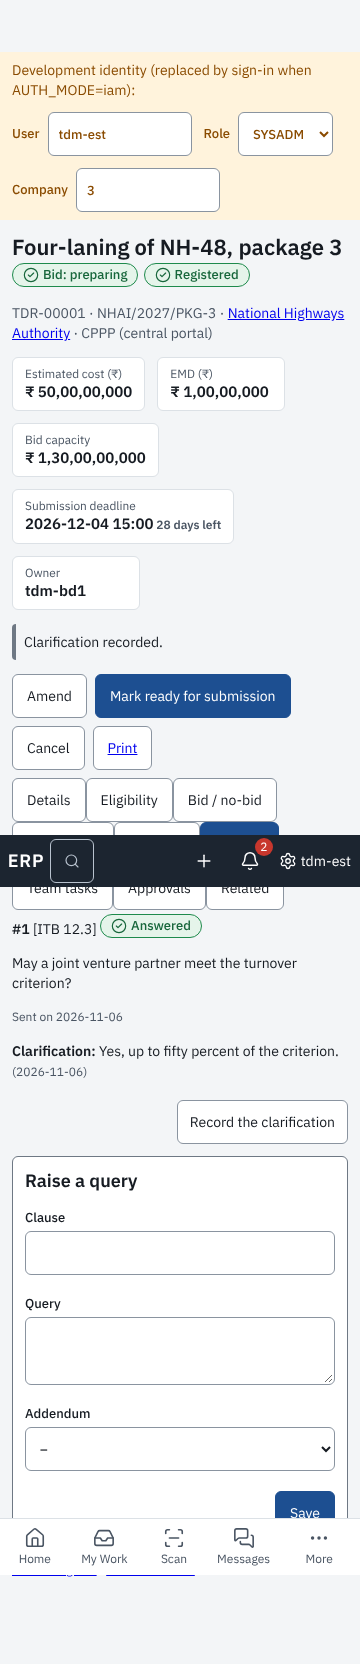 Development identity (replaced by sign-in when
AUTH_MODE=iam):
User tdm-est Role SYSADM
Company 3
Four-laning of NH-48, package 3
Bid: preparing Registered
TDR-00001 · NHAI/2027/PKG-3 · National Highways
Authority · CPPP (central portal)
Estimated cost (₹) EMD (₹)
₹ 50,00,00,000 ₹ 1,00,00,000
Bid capacity
₹ 1,30,00,00,000
Submission deadline
2026-12-04 15:00 28 days left
Owner
tdm-bd1
Clarification recorded.
Amend Mark ready for submission
Cancel Print
Details Eligibility Bid / no-bid
ERP 2 tdm-est
Team tasks Approvals Related
#1 [ITB 12.3] Answered
May a joint venture partner meet the turnover
criterion?
Sent on 2026-11-06
Clarification: Yes, up to fifty percent of the criterion.
(2026-11-06)
Record the clarification
Raise a query
Clause
Query
Addendum
–
Save
Home My Work Scan Messages More